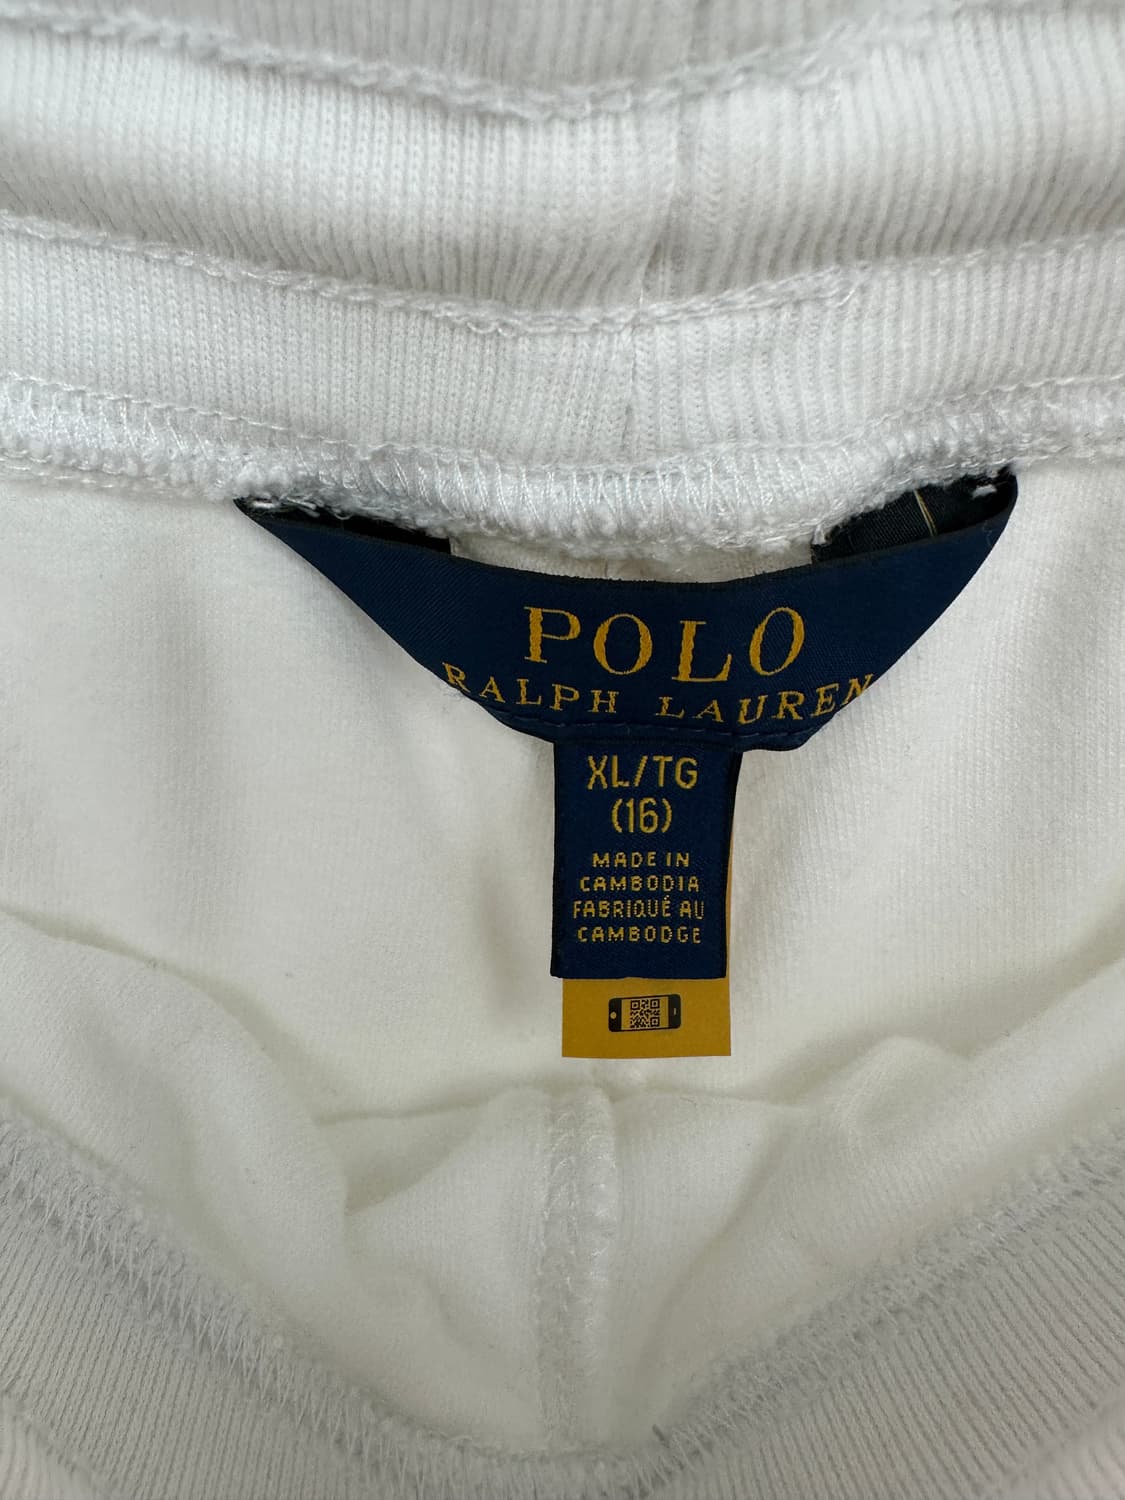 POLO
RALPH LAUREN
XL/TG
(16)
MADE IN
CAMBODIA
FABRIQUÉ AU
CAMBODGE